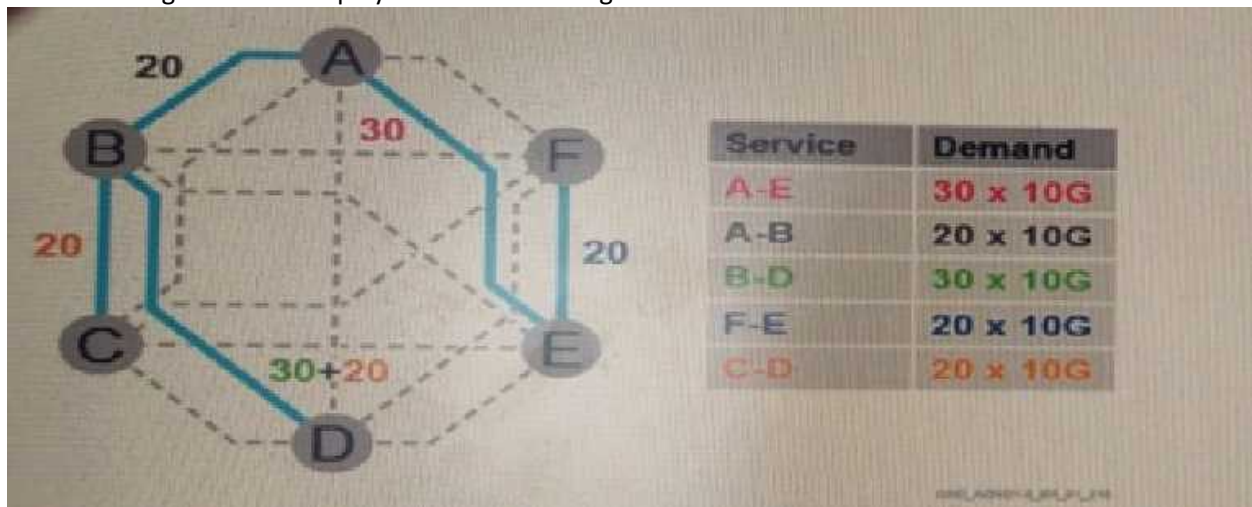 20
A
30
B
F
20
20
C
E
30+20
D
Service Demand
A-E 30 x 10G
A-B 20 x 10G
B-D 30 x 10G
F-E 20 x 10G
C-D 20 x 10G